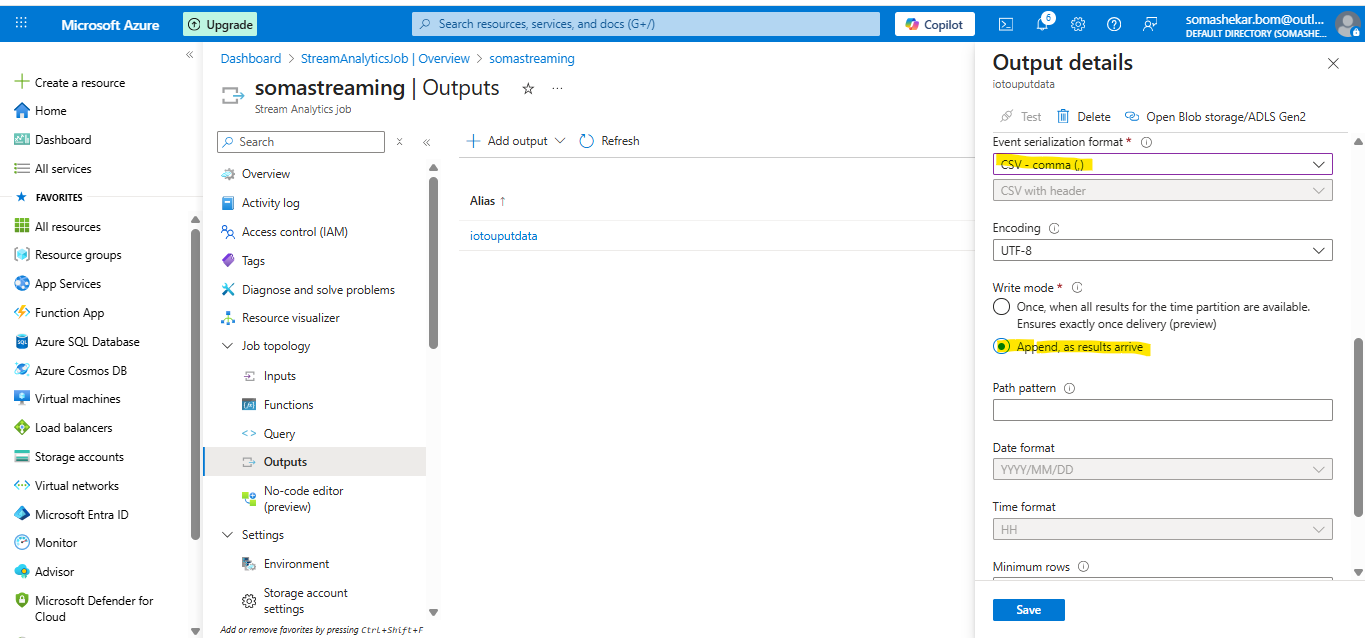 Microsoft Azure
Upgrade
Search resources, services, and docs (G+/)
Copilot
6
somashekar.bom@outl...
DEFAULT DIRECTORY (SOMASHE...
Create a resource
Home
Dashboard
All services
FAVORITES
All resources
Resource groups
App Services
Function App
Azure SQL Database
Azure Cosmos DB
Virtual machines
Load balancers
Storage accounts
Virtual networks
Microsoft Entra ID
Monitor
Advisor
Microsoft Defender for
Cloud
Dashboard > StreamAnalyticsJob | Overview > somastreaming
somastreaming | Outputs
...
Stream Analytics job
Search
Overview
Activity log
Access control (IAM)
Tags
Diagnose and solve problems
Resource visualizer
Job topology
Inputs
Functions
Query
Outputs
No-code editor
(preview)
Settings
Environment
Storage account
settings
Add or remove favorites by pressing Ctrl+Shift+F
Add output
Refresh
Alias ↑
iotouputdata
Output details
iotouputdata
Test
Delete
Open Blob storage/ADLS Gen2
Event serialization format *
CSV - comma (,)
CSV with header
Encoding
UTF-8
Write mode *
Once, when all results for the time partition are available.
Ensures exactly once delivery (preview)
Append, as results arrive
Path pattern
Date format
YYYY/MM/DD
Time format
HH
Minimum rows
Save